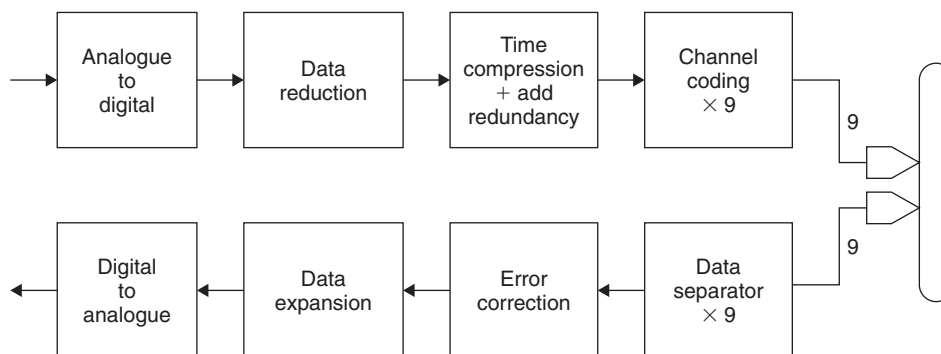 Analogue
to
digital
Data
reduction
Time
compression
+ add
redundancy
Channel
coding
× 9
9
Digital
to
analogue
Data
expansion
Error
correction
Data
separator
× 9
9